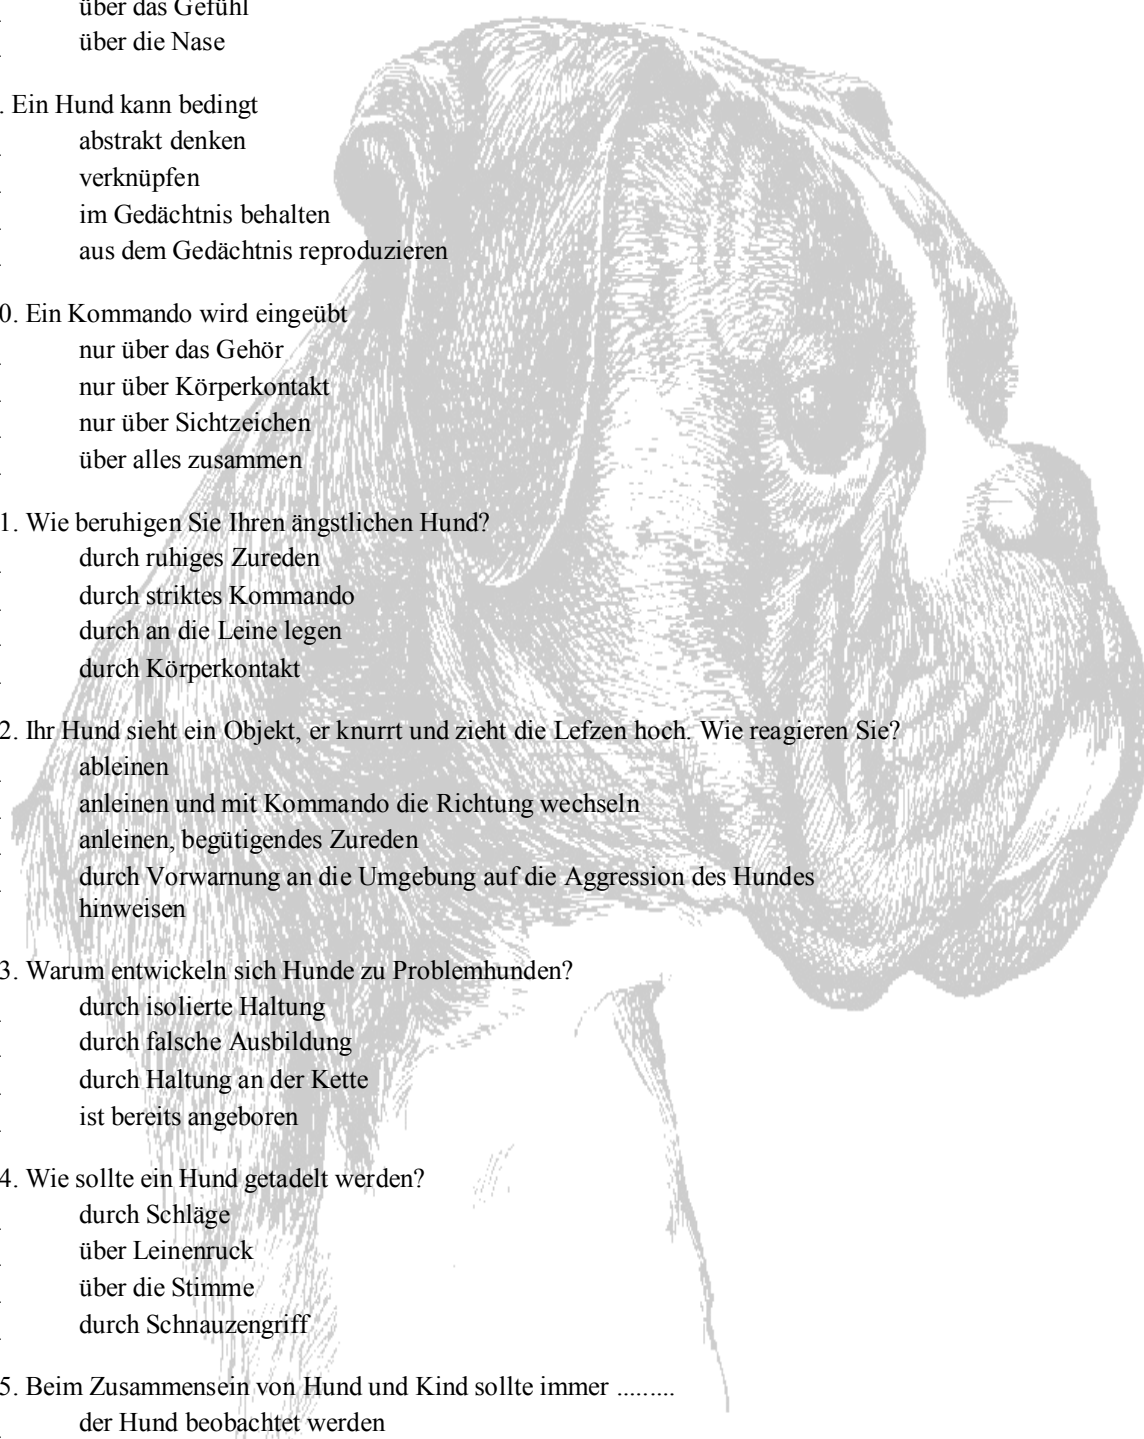 über das Gefühl
über die Nase
. Ein Hund kann bedingt
abstrakt denken
verknüpfen
im Gedächtnis behalten
aus dem Gedächtnis reproduzieren
0. Ein Kommando wird eingeübt
nur über das Gehör
nur über Körperkontakt
nur über Sichtzeichen
über alles zusammen
1. Wie beruhigen Sie Ihren ängstlichen Hund?
durch ruhiges Zureden
durch striktes Kommando
durch an die Leine legen
durch Körperkontakt
2. Ihr Hund sieht ein Objekt, er knurrt und zieht die Lefzen hoch. Wie reagieren Sie?
ableinen
anleinen und mit Kommando die Richtung wechseln
anleinen, begütigendes Zureden
durch Vorwarnung an die Umgebung auf die Aggression des Hundes
hinweisen
3. Warum entwickeln sich Hunde zu Problemhunden?
durch isolierte Haltung
durch falsche Ausbildung
durch Haltung an der Kette
ist bereits angeboren
4. Wie sollte ein Hund getadelt werden?
durch Schläge
über Leinenruck
über die Stimme
durch Schnauzengriff
5. Beim Zusammensein von Hund und Kind sollte immer .........
der Hund beobachtet werden